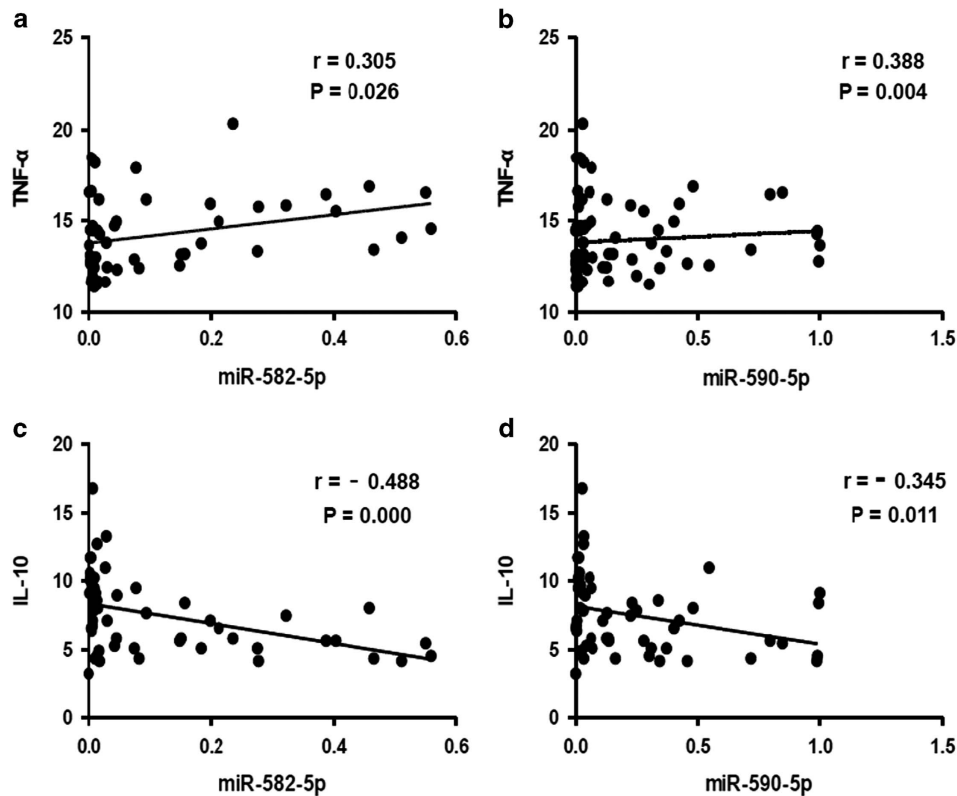 a
25
20
15
10
TNF-α
r = 0.305
P = 0.026
0.0 0.2 0.4 0.6
miR-582-5p
b
25
20
15
10
TNF-α
r = 0.388
P = 0.004
0.0 0.5 1.0 1.5
miR-590-5p
c
20
15
10
5
0
IL-10
r = - 0.488
P = 0.000
0.0 0.2 0.4 0.6
miR-582-5p
d
20
15
10
5
0
IL-10
r = - 0.345
P = 0.011
0.0 0.5 1.0 1.5
miR-590-5p